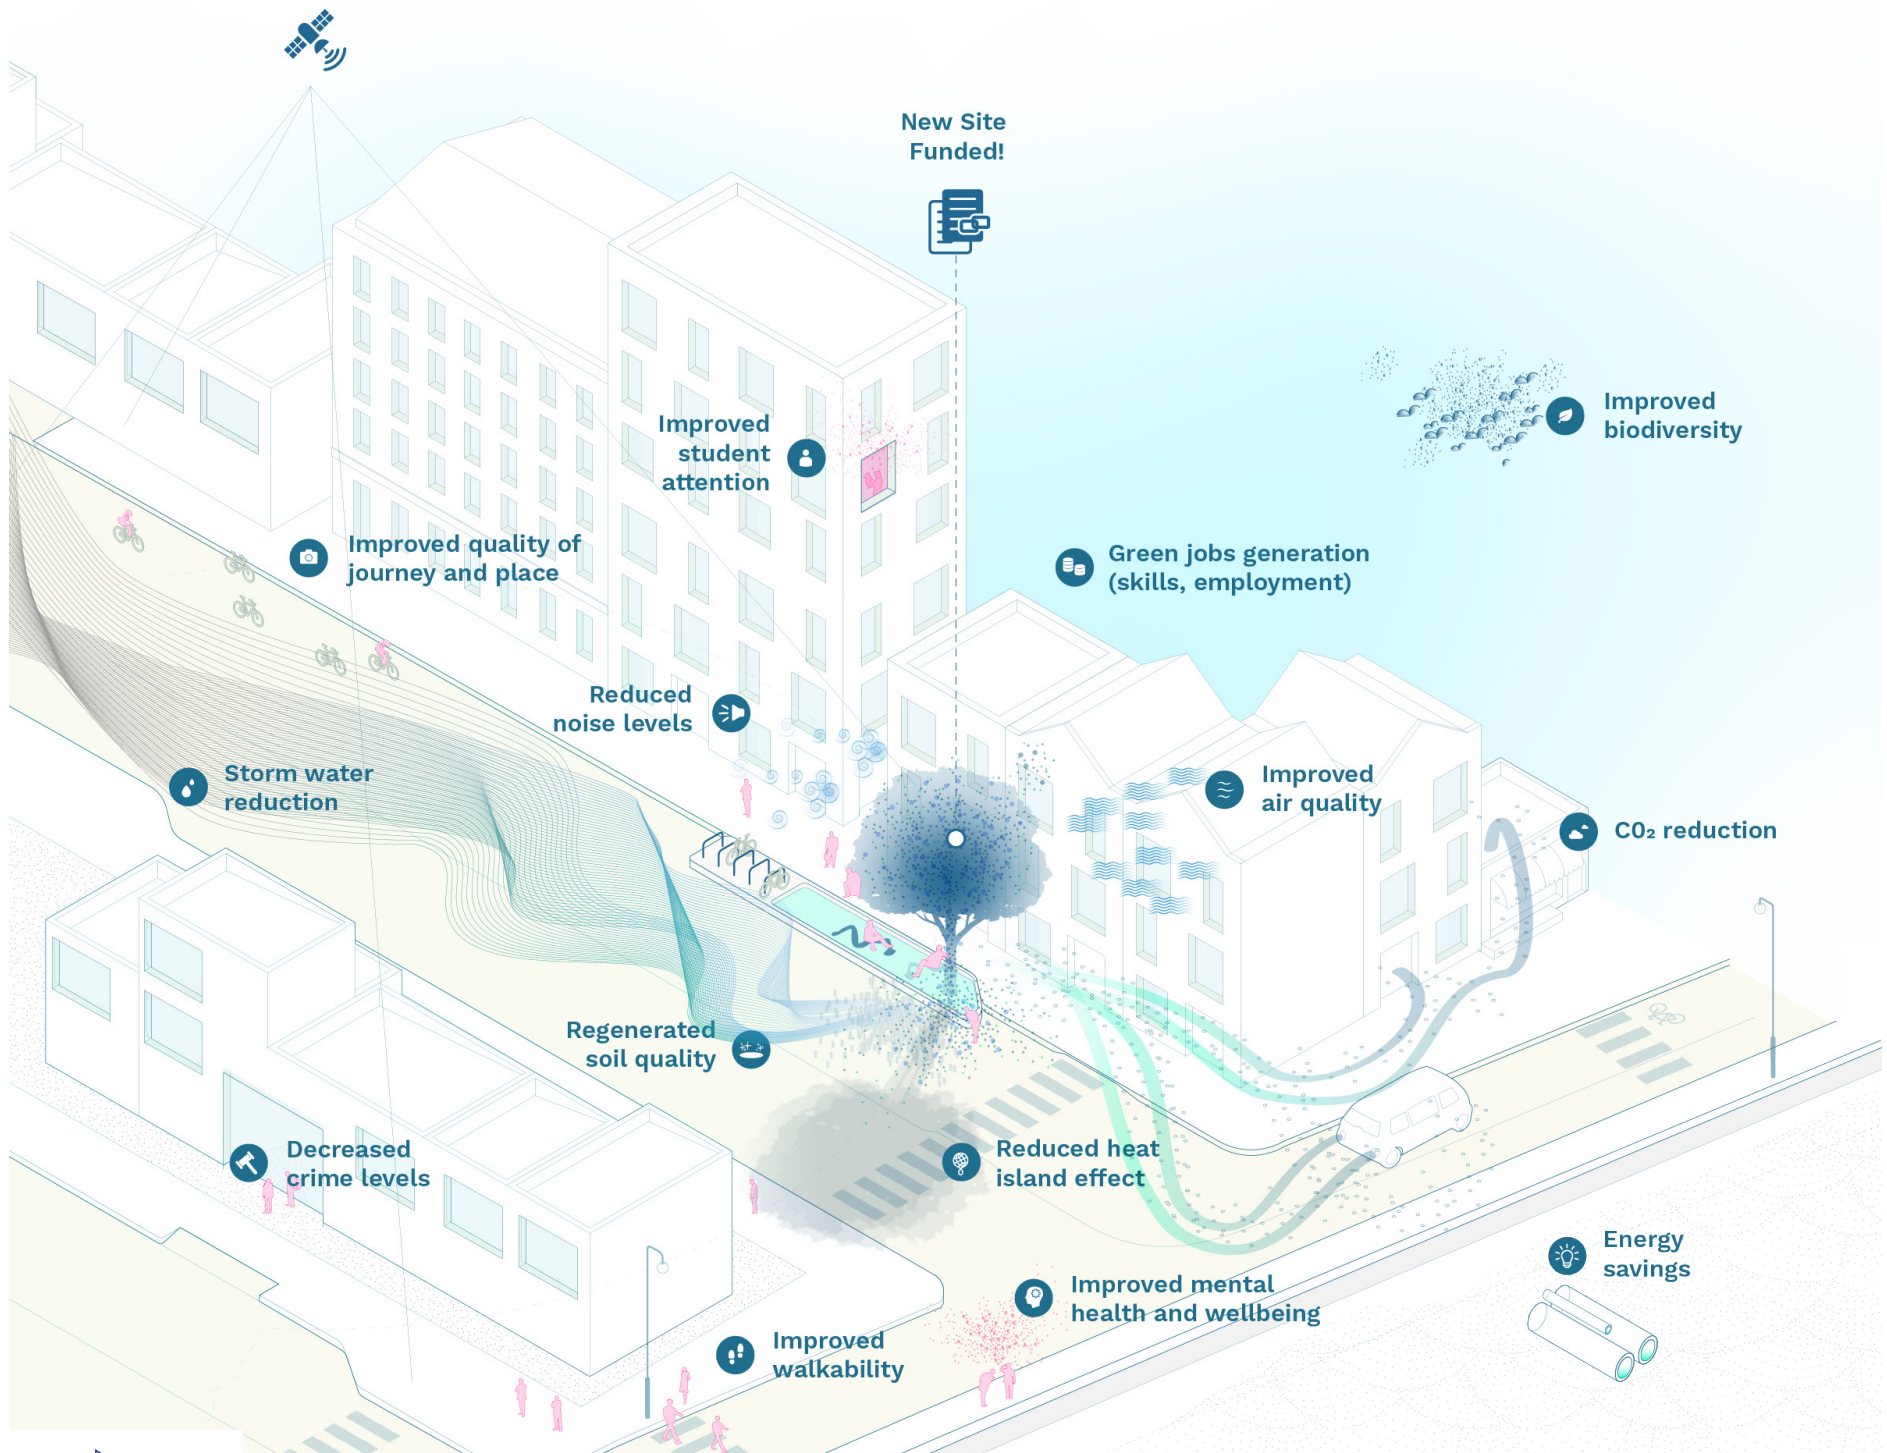 New Site
Funded!
Improved
biodiversity
Improved
student
attention
Improved quality of
journey and place
Green jobs generation
(skills, employment)
Reduced
noise levels
Storm water
reduction
Improved
air quality
C0₂ reduction
Regenerated
soil quality
Decreased
crime levels
Reduced heat
island effect
Energy
savings
Improved mental
health and wellbeing
Improved
walkability